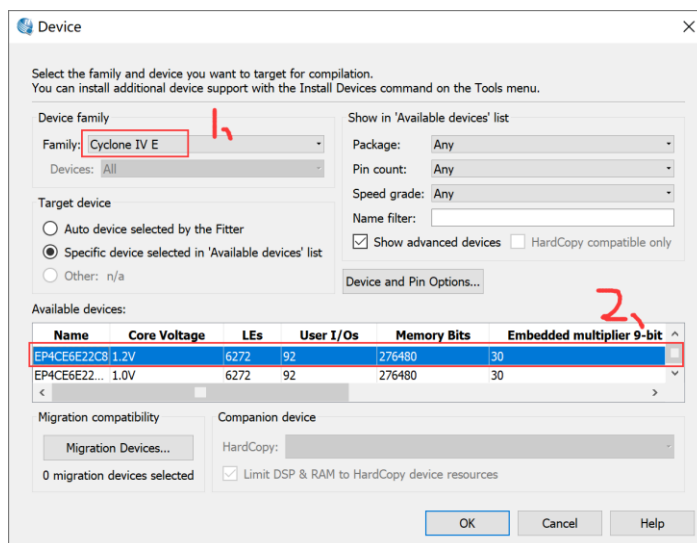 Device
Select the family and device you want to target for compilation.
You can install additional device support with the Install Devices command on the Tools menu.
Device family
1、
Family: Cyclone IV E
Devices: All
Show in 'Available devices' list
Package: Any
Pin count: Any
Speed grade: Any
Name filter:
Show advanced devices HardCopy compatible only
Target device
Auto device selected by the Fitter
Specific device selected in 'Available devices' list
Other: n/a
Device and Pin Options...
2、
Available devices:
Name Core Voltage LEs User I/Os Memory Bits Embedded multiplier 9-bit
EP4CE6E22C8 1.2V 6272 92 276480 30
EP4CE6E22... 1.0V 6272 92 276480 30
Migration compatibility
Migration Devices...
0 migration devices selected
Companion device
HardCopy:
Limit DSP & RAM to HardCopy device resources
OK Cancel Help